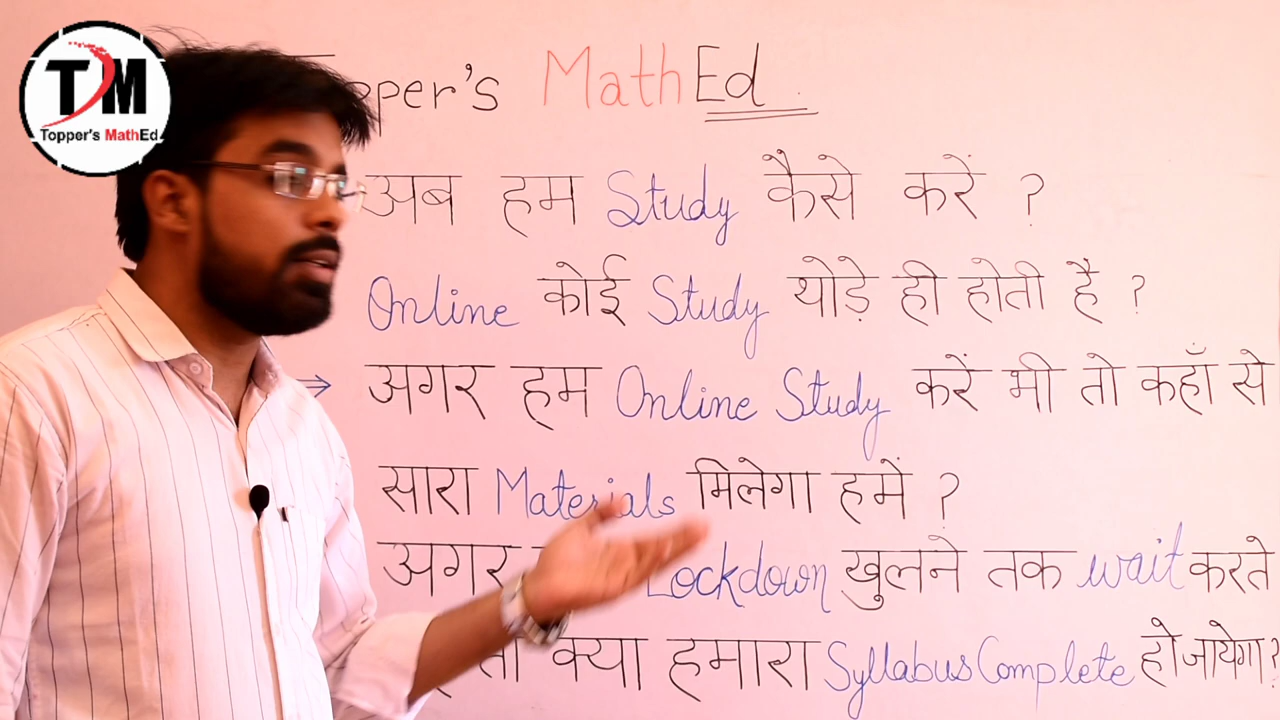 TM
Topper's MathEd
Topper's MathEd
अब हम Study कैसे करें ?
Online कोई Study थोड़े ही होती है ?
⇒ अगर हम Online Study करें भी तो कहाँ से
सारा Materials मिलेगा हमें ?
अगर Lockdown खुलने तक wait करते
तो क्या हमारा Syllabus Complete हो जायेगा ?